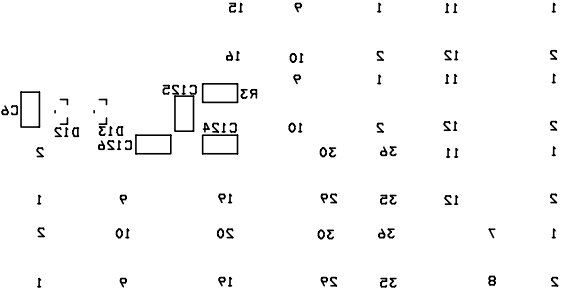 15 9 1 11 1
16 10 2 12 2
9 1 11 1
C125 R3
C6
D12 D13 C124 10 2 12 2
C126
2 30 36 11 1
1 9 19 29 35 12 2
2 10 20 30 36 7 1
1 9 19 29 35 8 2